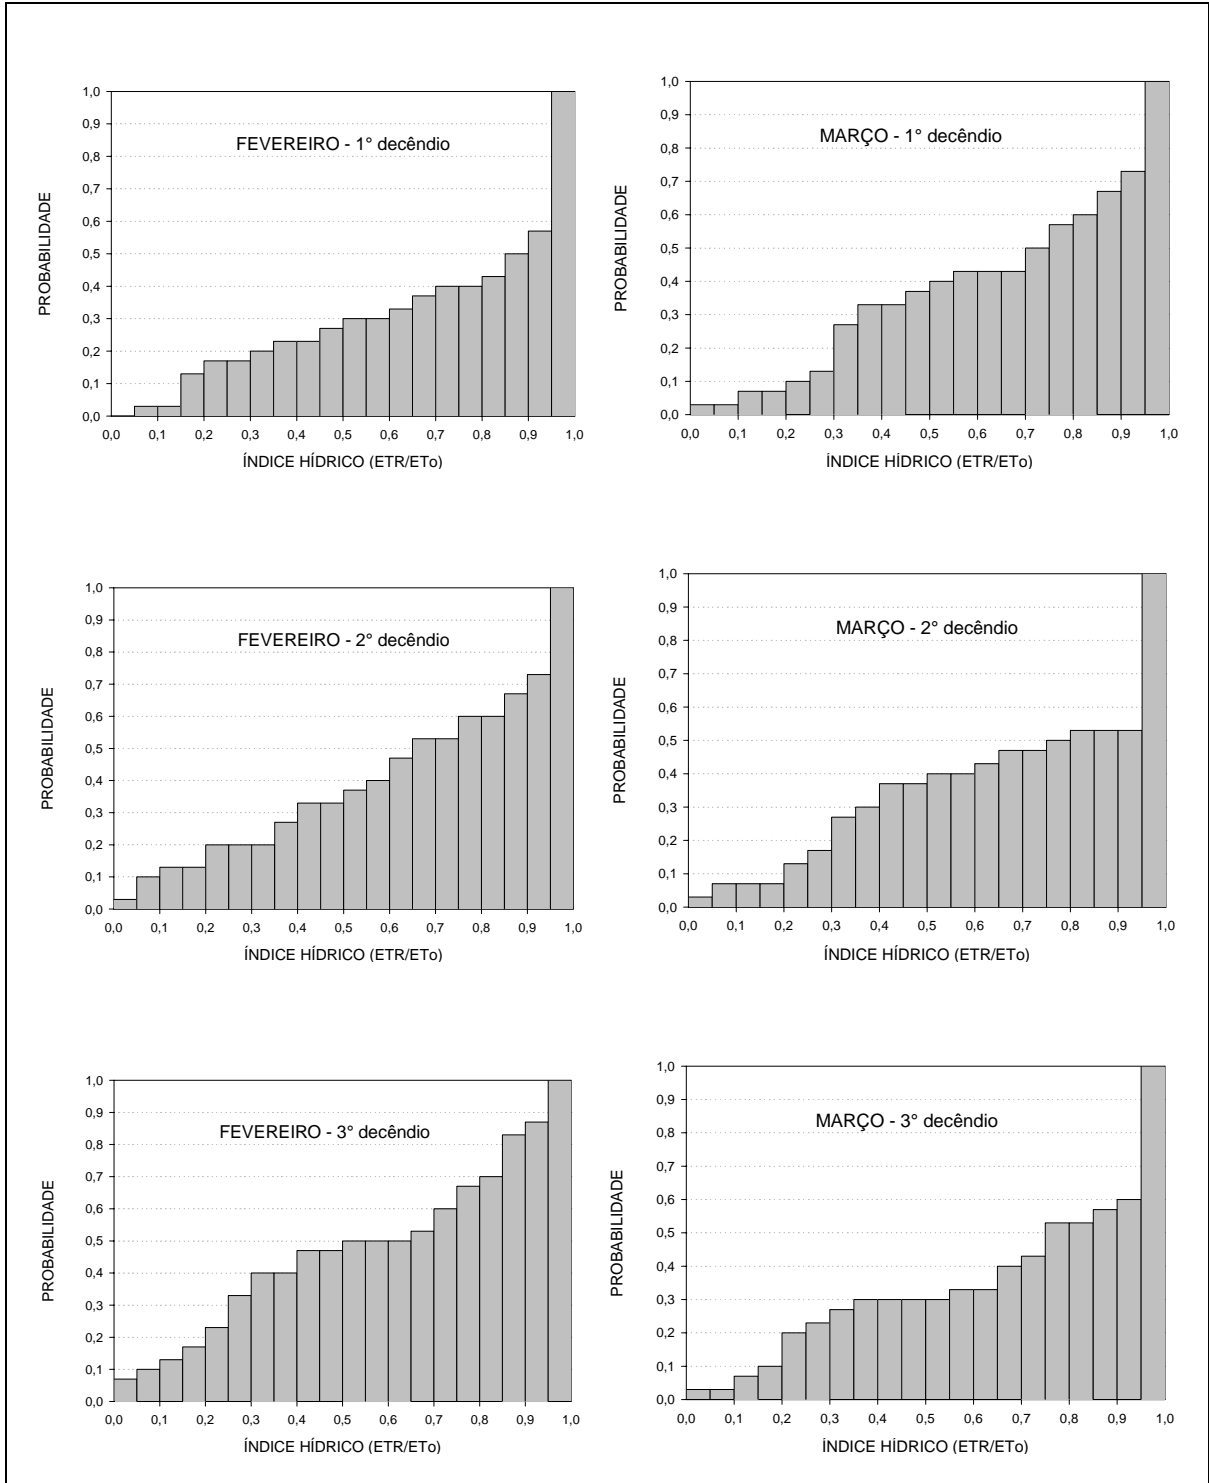 FEVEREIRO - 1° decêndio
PROBABILIDADE
1,0
0,9
0,8
0,7
0,6
0,5
0,4
0,3
0,2
0,1
0,0
0,0 0,1 0,2 0,3 0,4 0,5 0,6 0,7 0,8 0,9 1,0
ÍNDICE HÍDRICO (ETR/ETo)
MARÇO - 1° decêndio
PROBABILIDADE
1,0
0,9
0,8
0,7
0,6
0,5
0,4
0,3
0,2
0,1
0,0
0,0 0,1 0,2 0,3 0,4 0,5 0,6 0,7 0,8 0,9 1,0
ÍNDICE HÍDRICO (ETR/ETo)
FEVEREIRO - 2° decêndio
PROBABILIDADE
1,0
0,9
0,8
0,7
0,6
0,5
0,4
0,3
0,2
0,1
0,0
0,0 0,1 0,2 0,3 0,4 0,5 0,6 0,7 0,8 0,9 1,0
ÍNDICE HÍDRICO (ETR/ETo)
MARÇO - 2° decêndio
PROBABILIDADE
1,0
0,9
0,8
0,7
0,6
0,5
0,4
0,3
0,2
0,1
0,0
0,0 0,1 0,2 0,3 0,4 0,5 0,6 0,7 0,8 0,9 1,0
ÍNDICE HÍDRICO (ETR/ETo)
FEVEREIRO - 3° decêndio
PROBABILIDADE
1,0
0,9
0,8
0,7
0,6
0,5
0,4
0,3
0,2
0,1
0,0
0,0 0,1 0,2 0,3 0,4 0,5 0,6 0,7 0,8 0,9 1,0
ÍNDICE HÍDRICO (ETR/ETo)
MARÇO - 3° decêndio
PROBABILIDADE
1,0
0,9
0,8
0,7
0,6
0,5
0,4
0,3
0,2
0,1
0,0
0,0 0,1 0,2 0,3 0,4 0,5 0,6 0,7 0,8 0,9 1,0
ÍNDICE HÍDRICO (ETR/ETo)